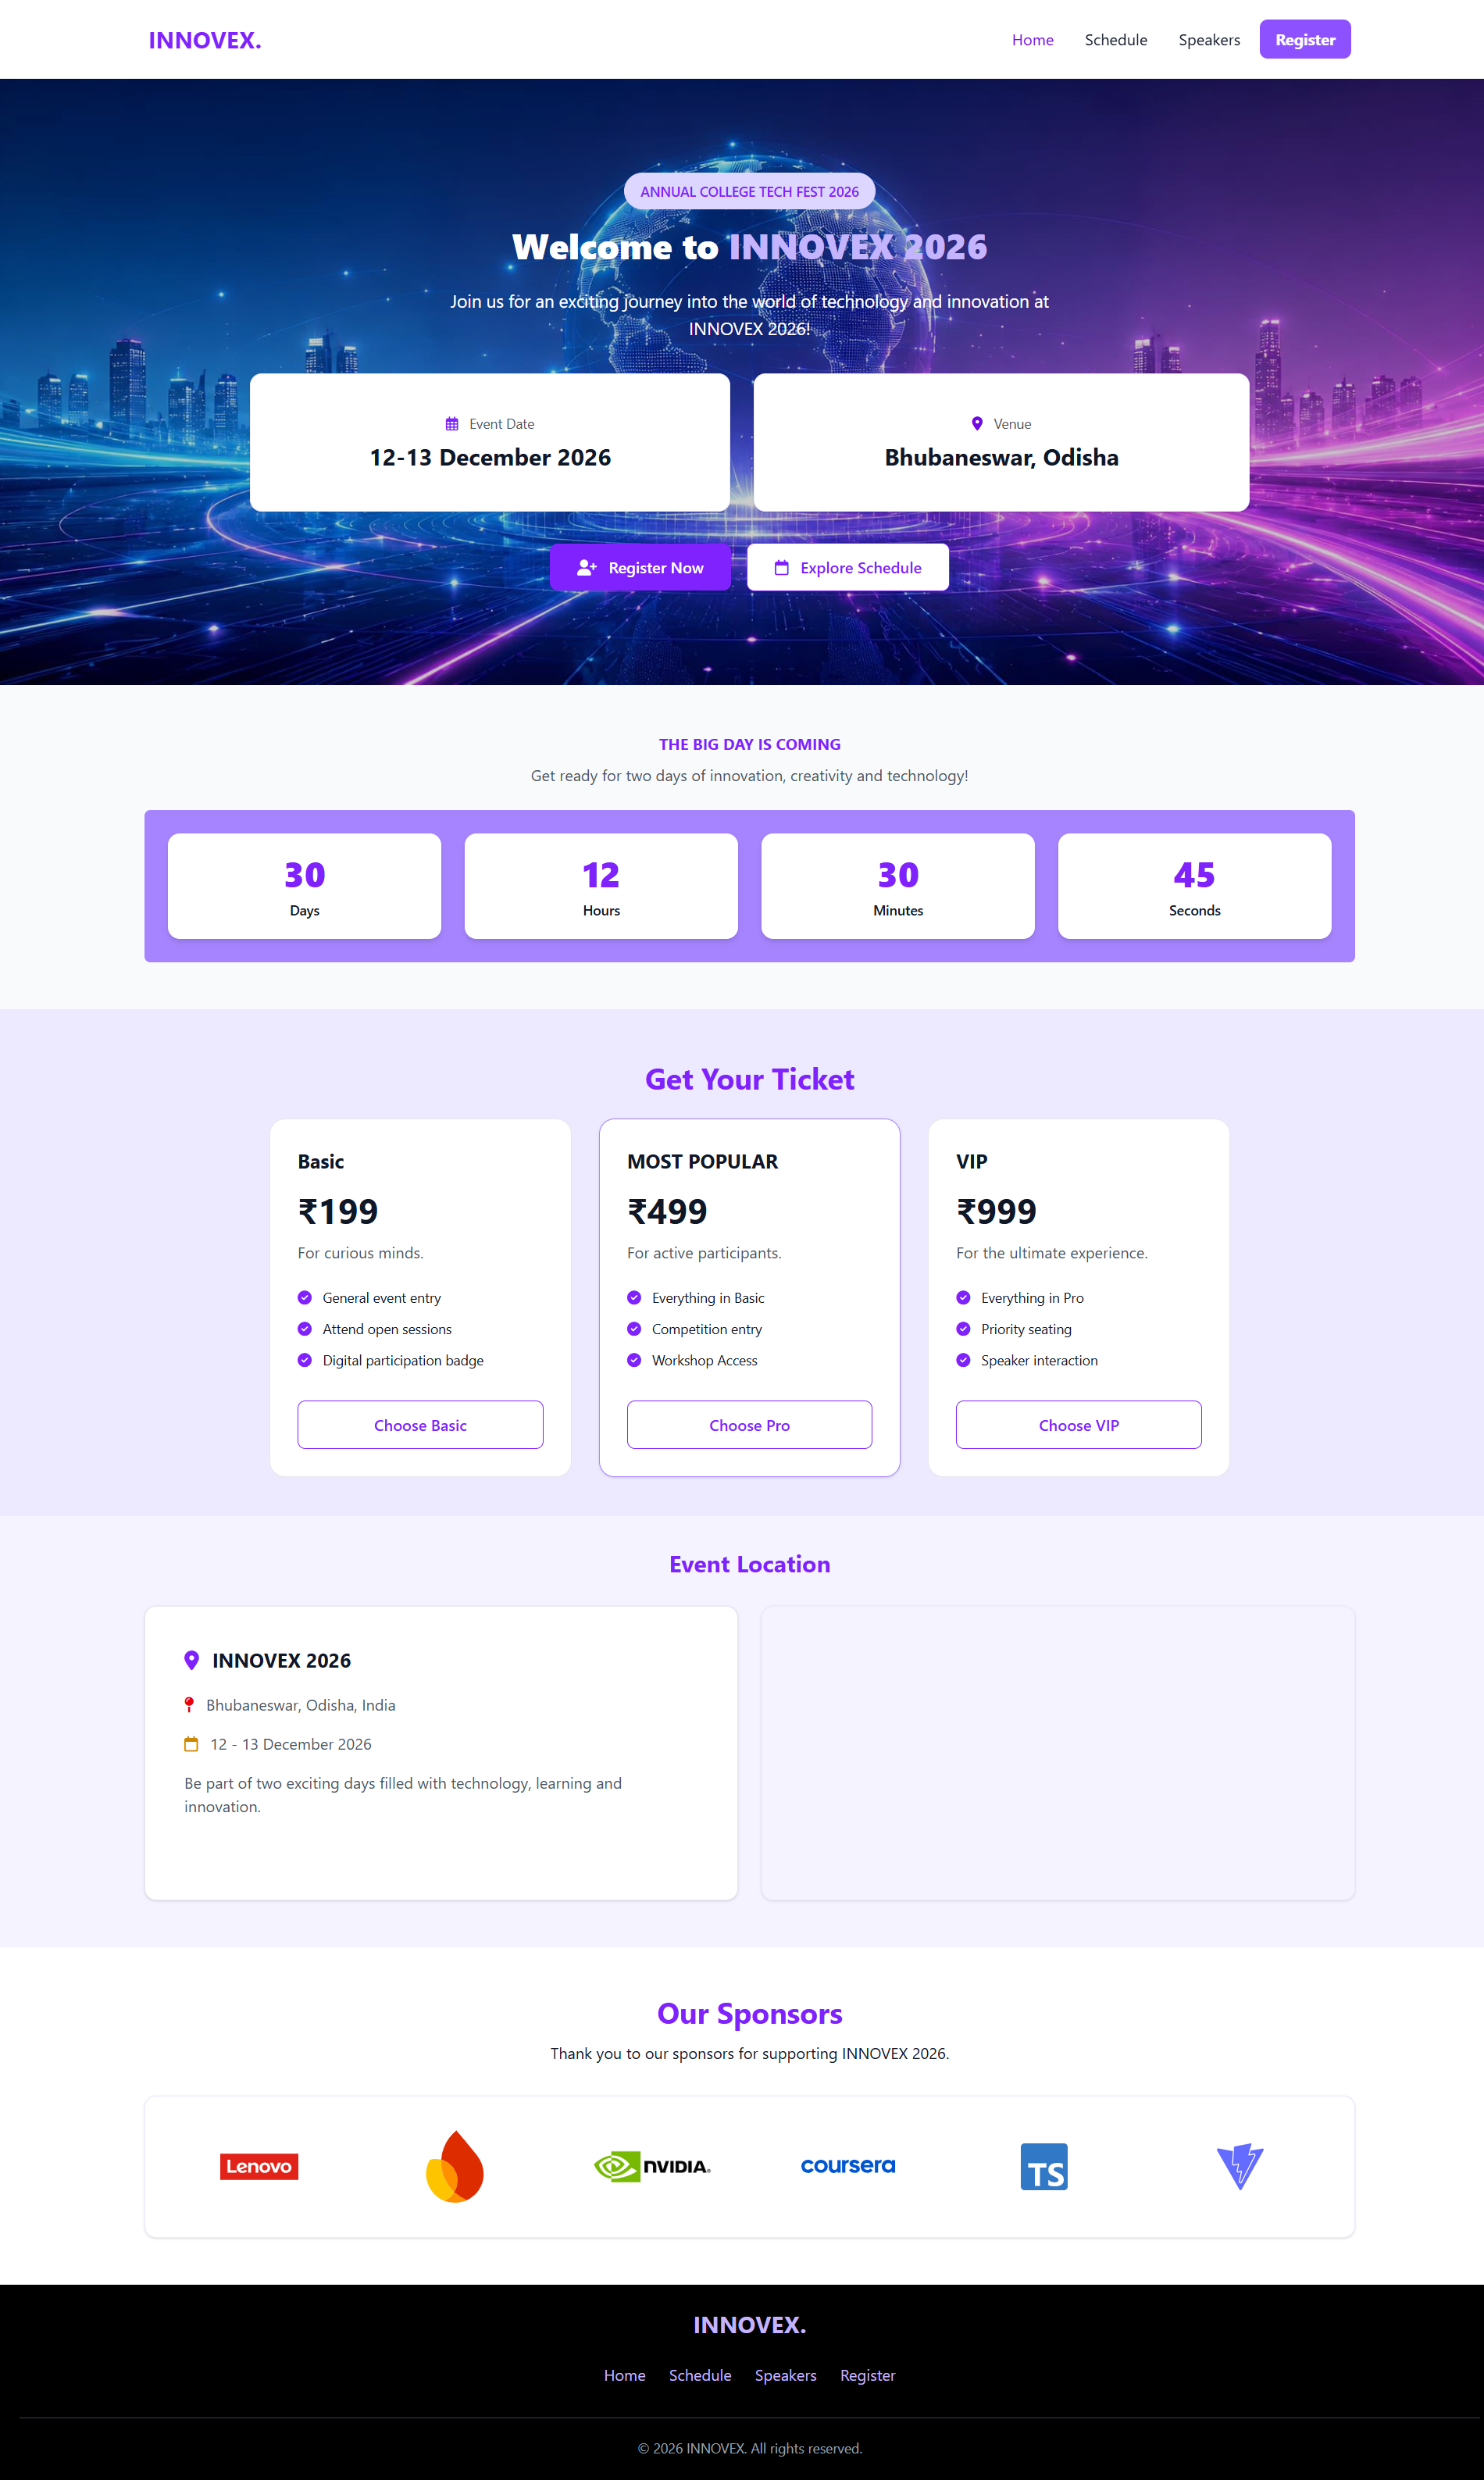 INNOVEX.
Home
Schedule
Speakers
Register
ANNUAL COLLEGE TECH FEST 2026
Welcome to INNOVEX 2026
Join us for an exciting journey into the world of technology and innovation at
INNOVEX 2026!
Event Date
12-13 December 2026
Venue
Bhubaneswar, Odisha
Register Now
Explore Schedule
THE BIG DAY IS COMING
Get ready for two days of innovation, creativity and technology!
30
Days
12
Hours
30
Minutes
45
Seconds
Get Your Ticket
Basic
₹199
For curious minds.
General event entry
Attend open sessions
Digital participation badge
Choose Basic
MOST POPULAR
₹499
For active participants.
Everything in Basic
Competition entry
Workshop Access
Choose Pro
VIP
₹999
For the ultimate experience.
Everything in Pro
Priority seating
Speaker interaction
Choose VIP
Event Location
INNOVEX 2026
Bhubaneswar, Odisha, India
12 - 13 December 2026
Be part of two exciting days filled with technology, learning and
innovation.
Our Sponsors
Thank you to our sponsors for supporting INNOVEX 2026.
Lenovo
NVIDIA.
coursera
TS
INNOVEX.
Home
Schedule
Speakers
Register
© 2026 INNOVEX. All rights reserved.